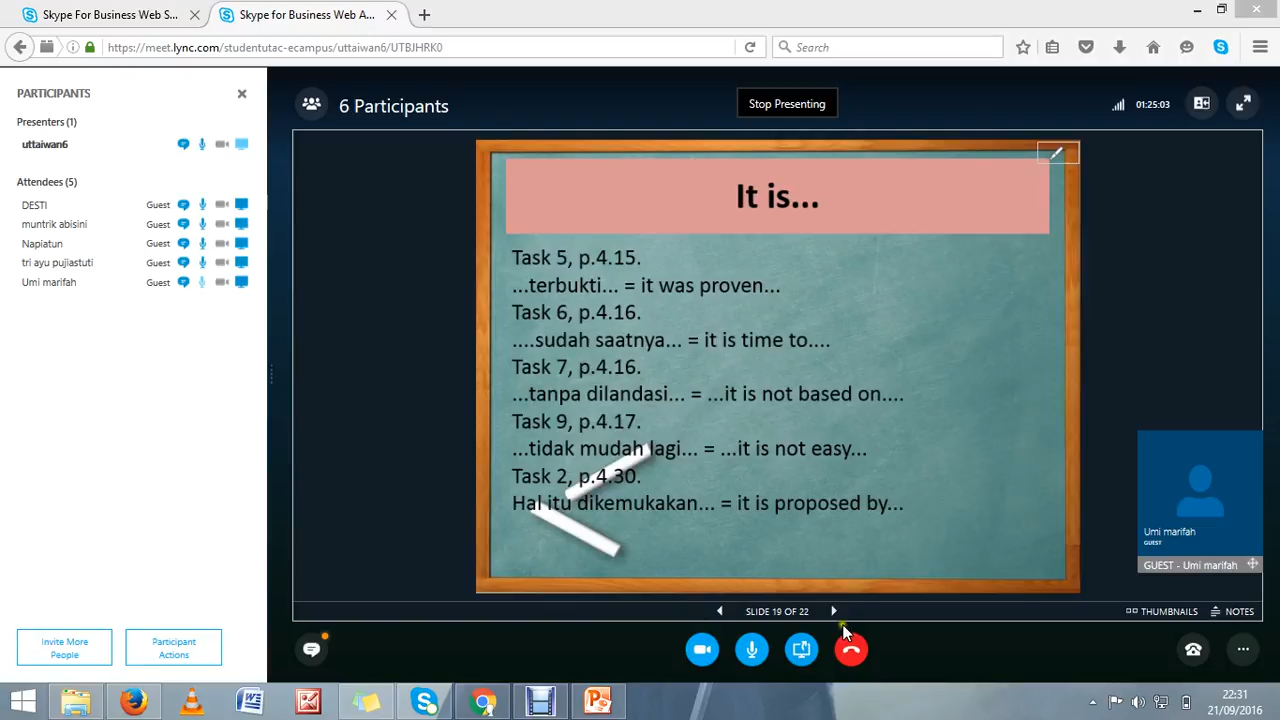 Skype For Business Web S...
Skype for Business Web A...
https://meet.lync.com/studentutac-ecampus/uttaiwan6/UTBJHRK0
Search
PARTICIPANTS
Presenters (1)
uttaiwan6
Attendees (5)
DESTI Guest
muntrik abisini Guest
Napiatun Guest
tri ayu pujiastuti Guest
Umi marifah Guest
Invite More
People
Participant
Actions
6 Participants
Stop Presenting
01:25:03
It is...
Task 5, p.4.15.
...terbukti... = it was proven...
Task 6, p.4.16.
....sudah saatnya... = it is time to....
Task 7, p.4.16.
...tanpa dilandasi... = ...it is not based on....
Task 9, p.4.17.
...tidak mudah lagi... = ...it is not easy...
Task 2, p.4.30.
Hal itu dikemukakan... = it is proposed by...
Umi marifah
GUEST
GUEST - Umi marifah
SLIDE 19 OF 22
THUMBNAILS
NOTES
22:31
21/09/2016